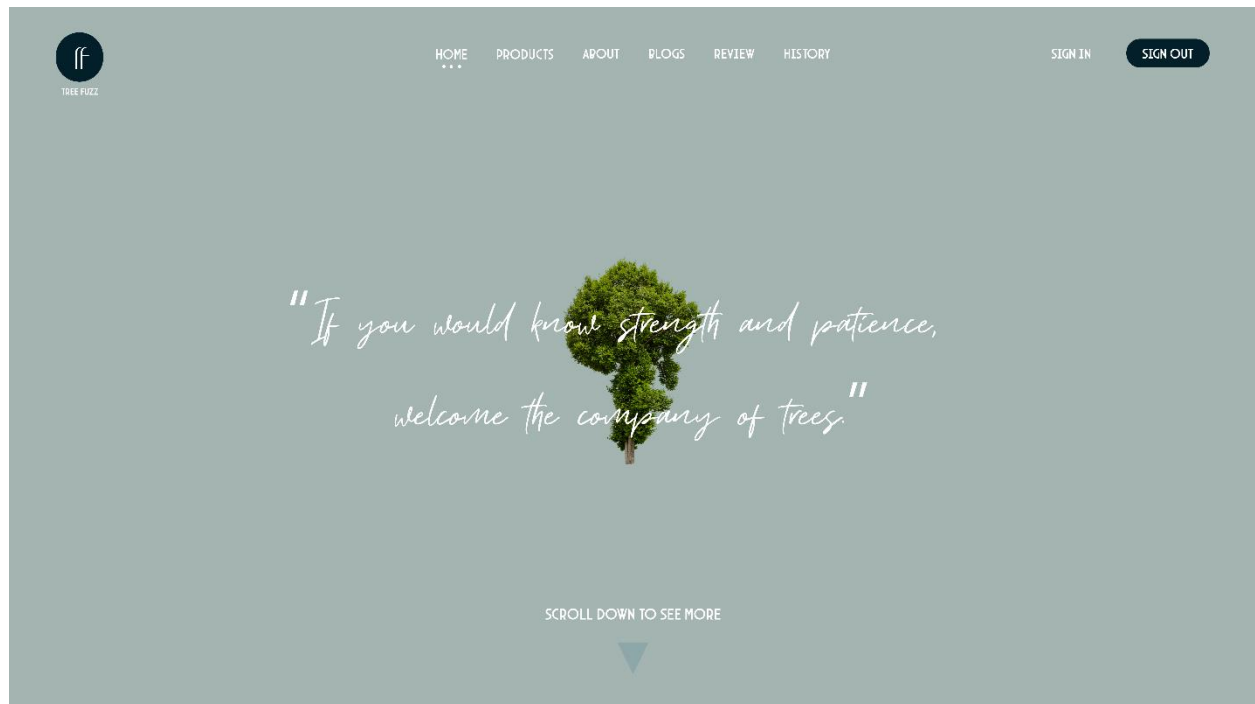 ff
TREE FUZZ
HOME PRODUCTS ABOUT BLOGS REVIEW HISTORY
SIGN IN SIGN OUT
"If you would know strength and patience,
welcome the company of trees."
SCROLL DOWN TO SEE MORE